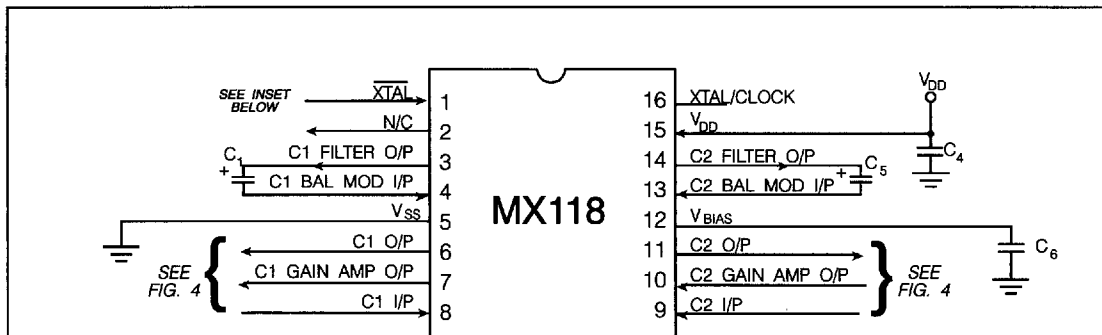 SEE INSET
BELOW
XTAL
1
N/C
2
C1
+
C1 FILTER O/P
3
C1 BAL MOD I/P
4
VSS
5
C1 O/P
6
C1 GAIN AMP O/P
7
C1 I/P
8
SEE
FIG. 4
MX118
VDD
16 XTAL/CLOCK
15 VDD
C4
14 C2 FILTER O/P
+ C5
13 C2 BAL MOD I/P
12 VBIAS
C6
11 C2 O/P
10 C2 GAIN AMP O/P
9 C2 I/P
SEE
FIG. 4